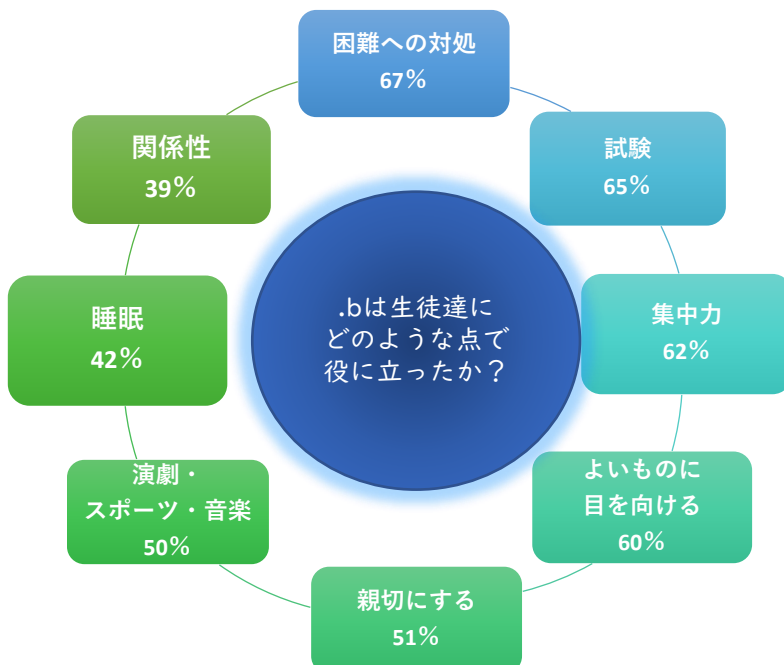 困難への対処
67%
試験
65%
集中力
62%
よいものに
目を向ける
60%
親切にする
51%
演劇・
スポーツ・音楽
50%
睡眠
42%
関係性
39%
.bは生徒達に
どのような点で
役に立ったか？